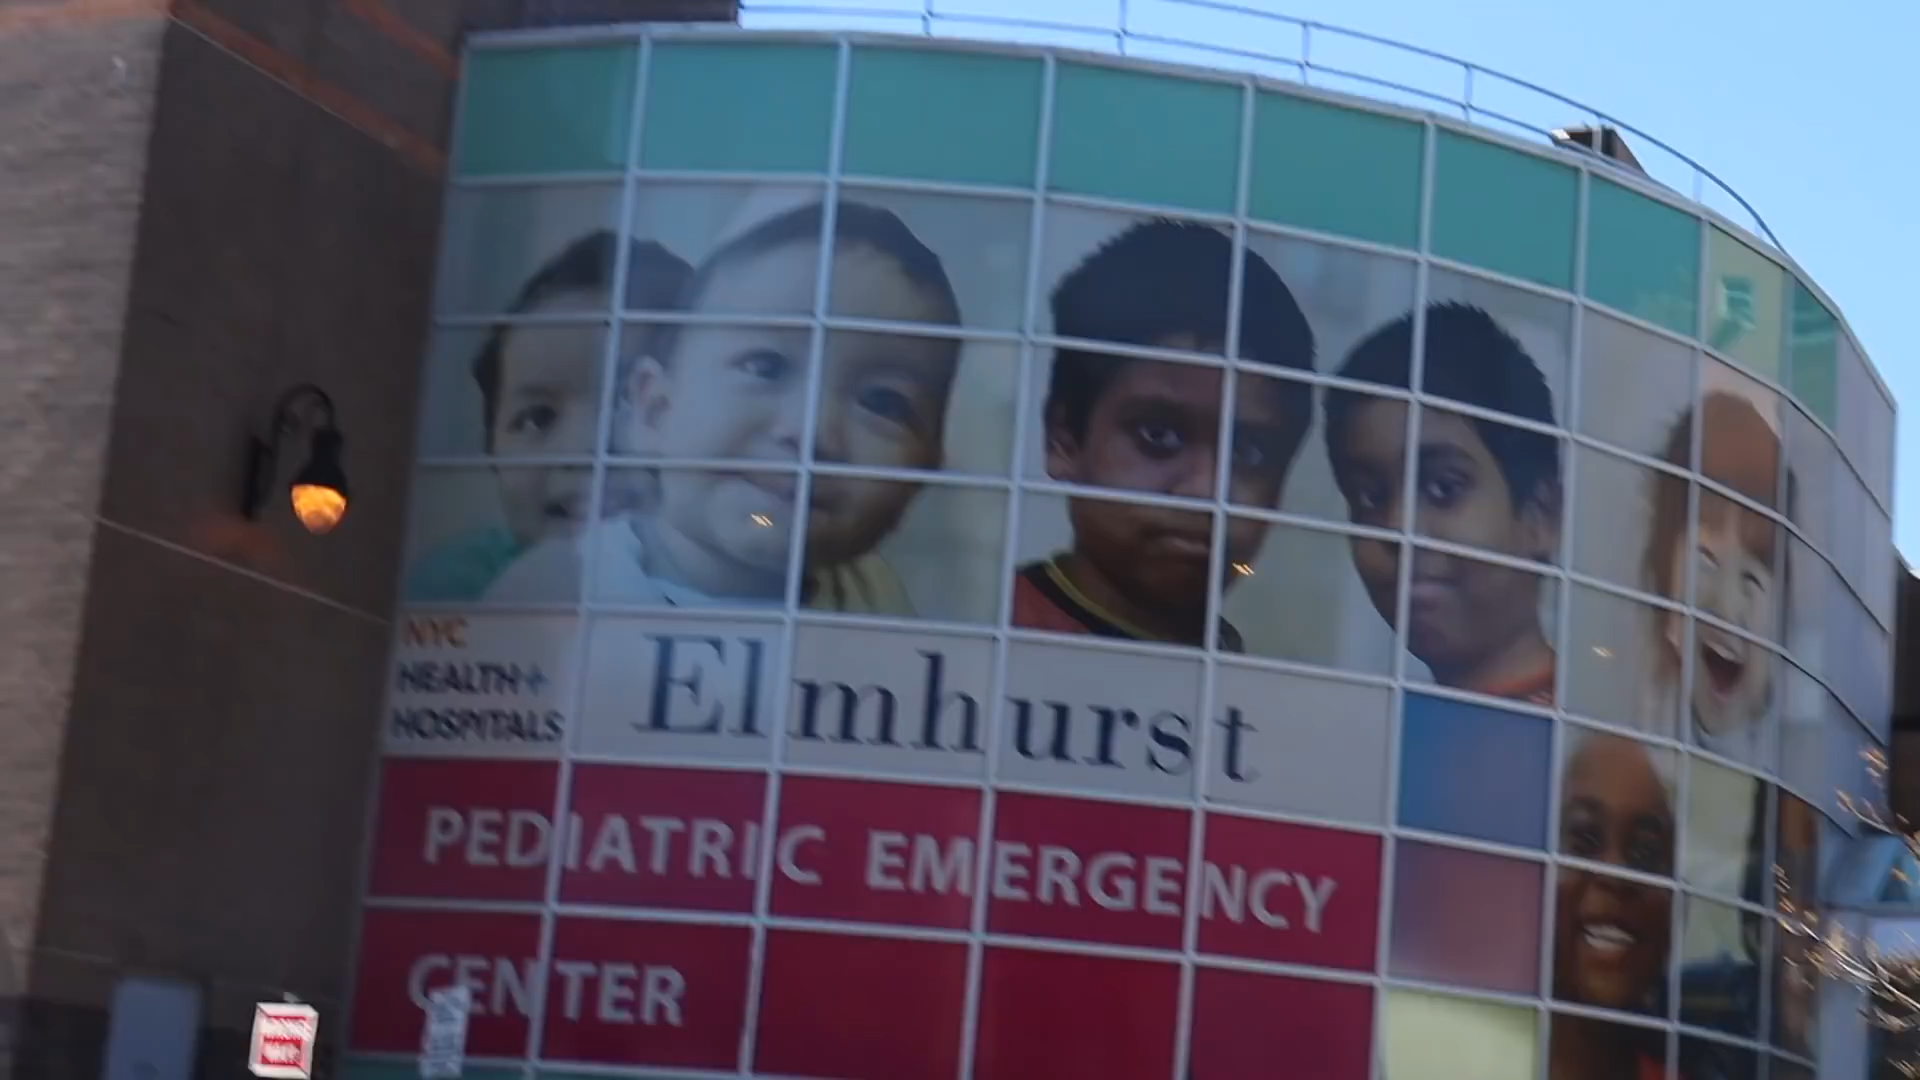 NYC
HEALTH+
HOSPITALS
Elmhurst
PEDIATRIC EMERGENCY
CENTER